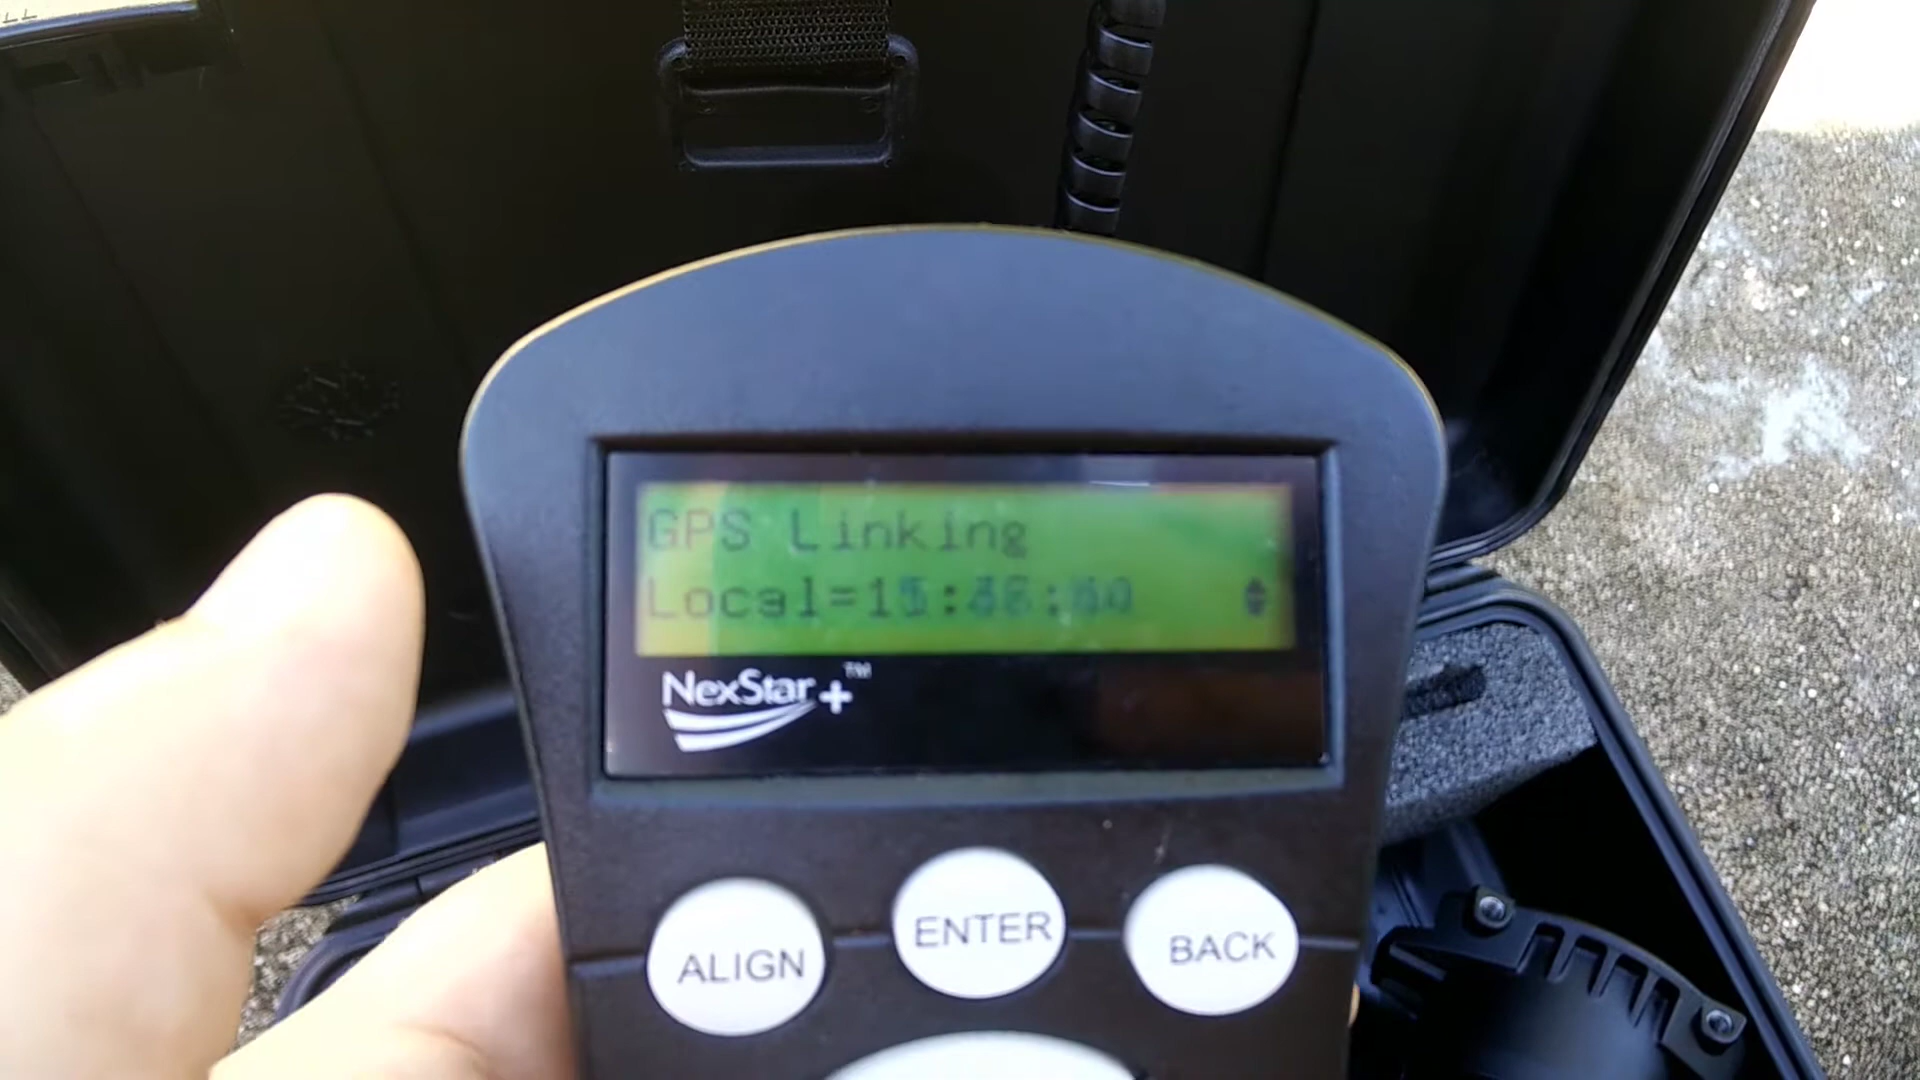 GPS Linking
Local=
NexStar+™
ALIGN
ENTER
BACK